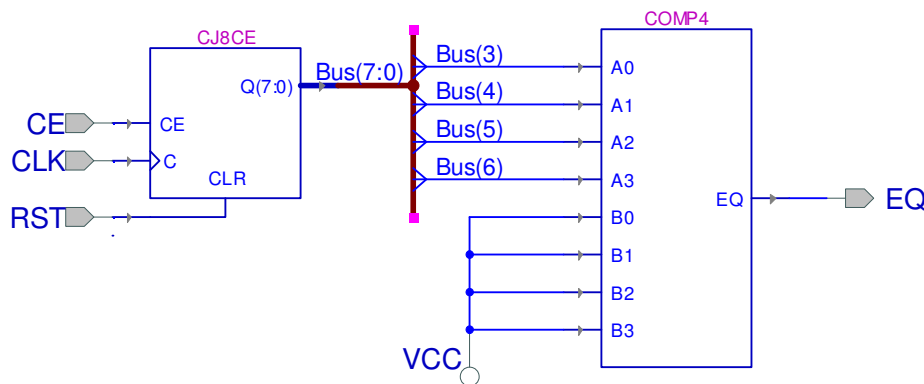 CJ8CE
COMP4
Q(7:0)
Bus(7:0)
Bus(3)
Bus(4)
Bus(5)
Bus(6)
CE
CE
CLK
C
CLR
RST
A0
A1
A2
A3
B0
B1
B2
B3
EQ
EQ
VCC